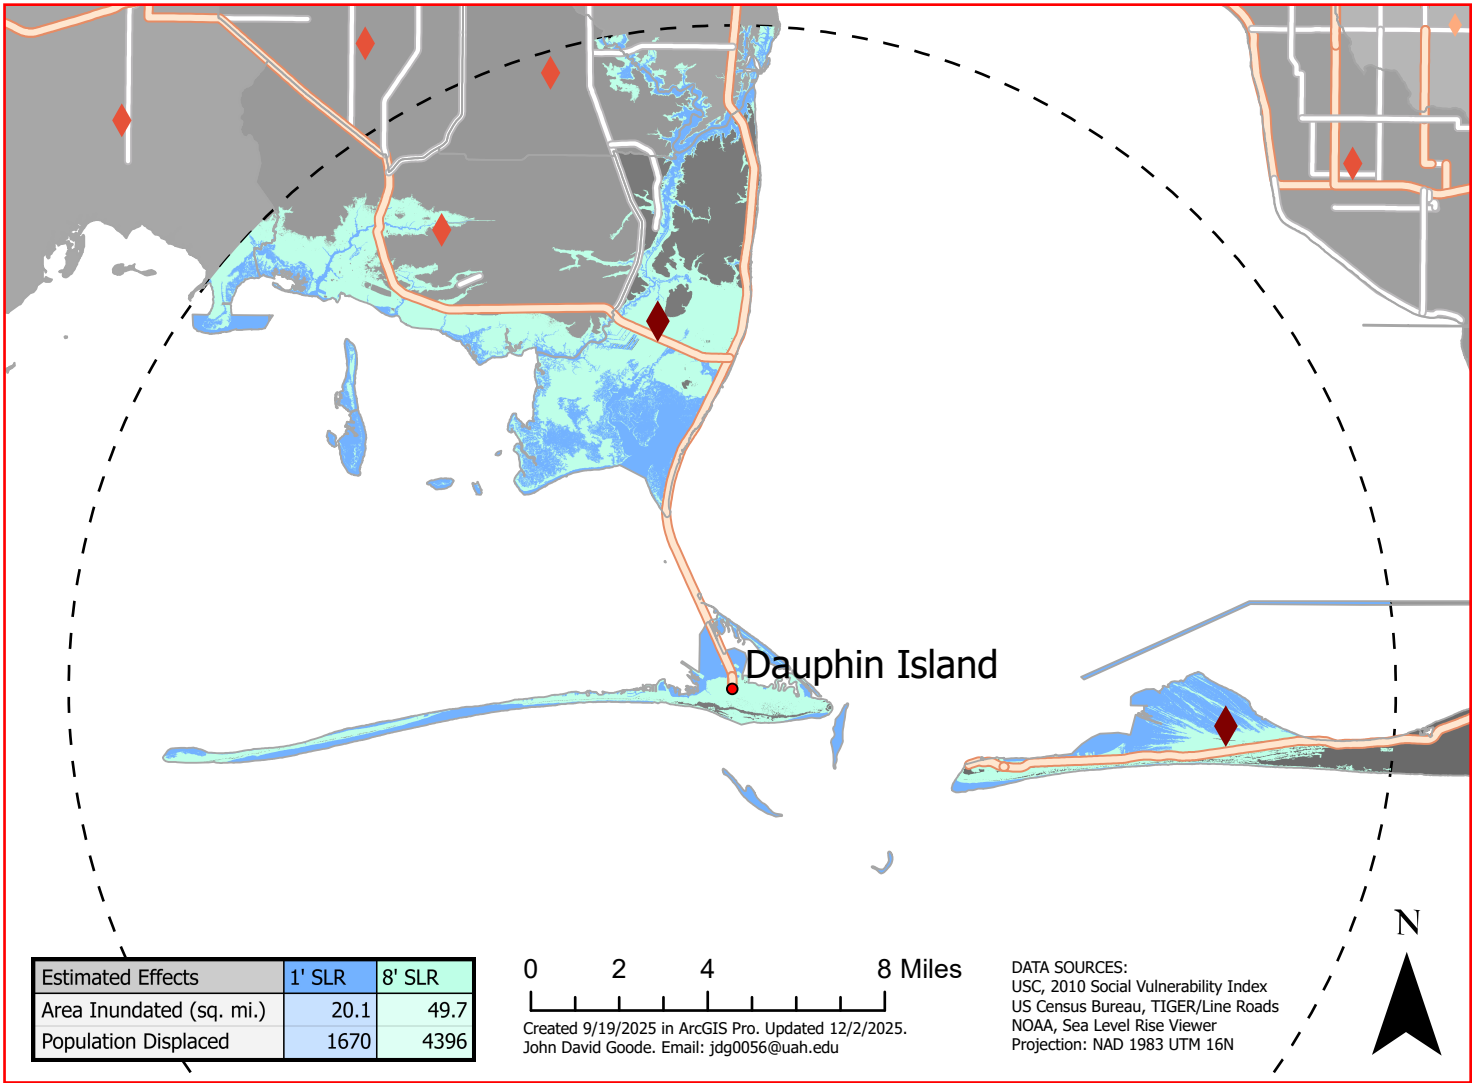 Dauphin Island
Estimated Effects 1' SLR 8' SLR
Area Inundated (sq. mi.) 20.1 49.7
Population Displaced 1670 4396
0 2 4 8 Miles
Created 9/19/2025 in ArcGIS Pro. Updated 12/2/2025.
John David Goode. Email: jdg0056@uah.edu
DATA SOURCES:
USC, 2010 Social Vulnerability Index
US Census Bureau, TIGER/Line Roads
NOAA, Sea Level Rise Viewer
Projection: NAD 1983 UTM 16N
N